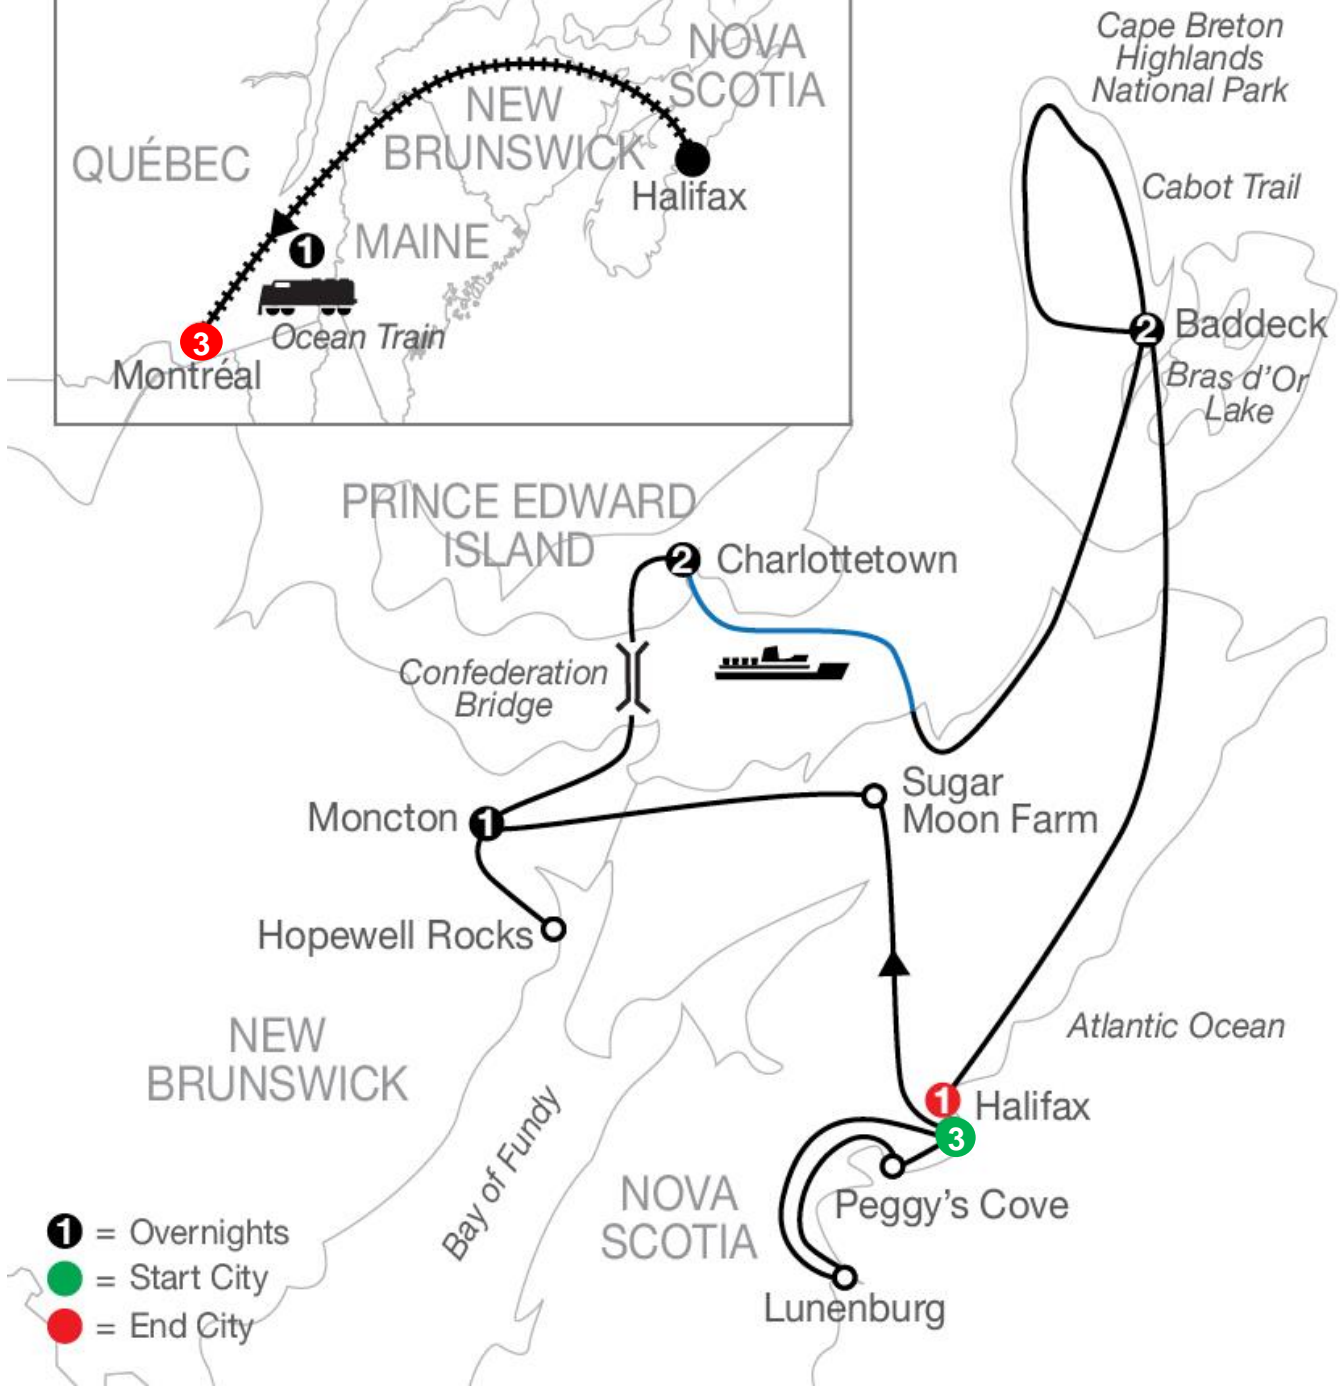 Cape Breton
Highlands
National Park
NOVA
SCOTIA
NEW
BRUNSWICK
QUÉBEC
Halifax
Cabot Trail
MAINE
1
Ocean Train
3
Montréal
2
Baddeck
Bras d'Or
Lake
PRINCE EDWARD
ISLAND
2
Charlottetown
Confederation
Bridge
Sugar
Moon Farm
Moncton
1
Hopewell Rocks
Atlantic Ocean
NEW
BRUNSWICK
1
Halifax
3
Bay of Fundy
Peggy's Cove
NOVA
SCOTIA
Lunenburg
1 = Overnights
= Start City
= End City